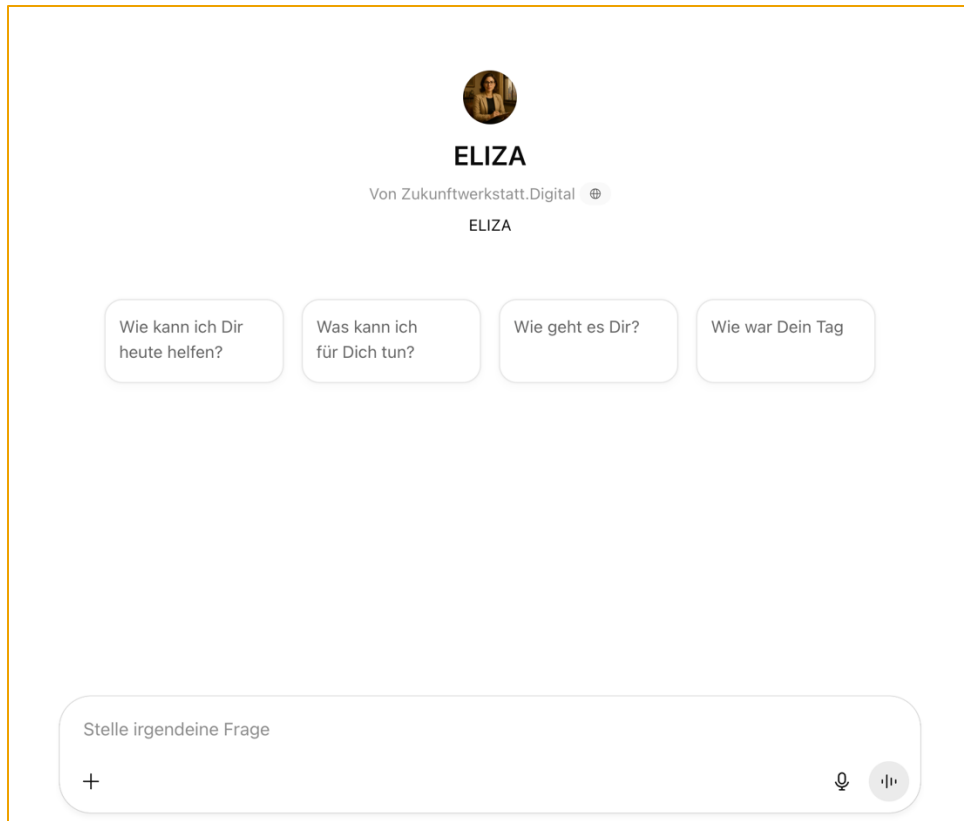 ELIZA
Von Zukunftwerkstatt.Digital
ELIZA
Wie kann ich Dir
heute helfen?
Was kann ich
für Dich tun?
Wie geht es Dir?
Wie war Dein Tag
Stelle irgendeine Frage